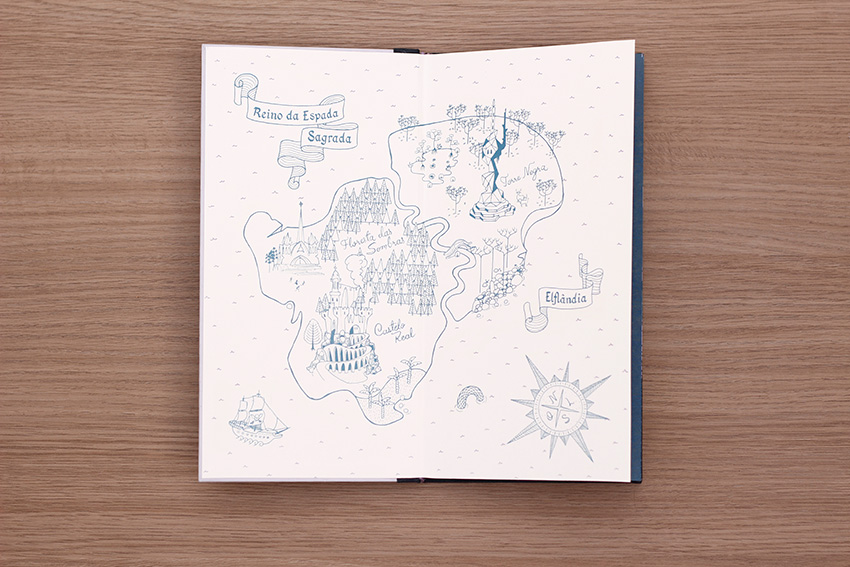 Reino da Espada
Sagrada
Torre Negra
Floresta das
Sombras
Elflândia
Castelo
Real